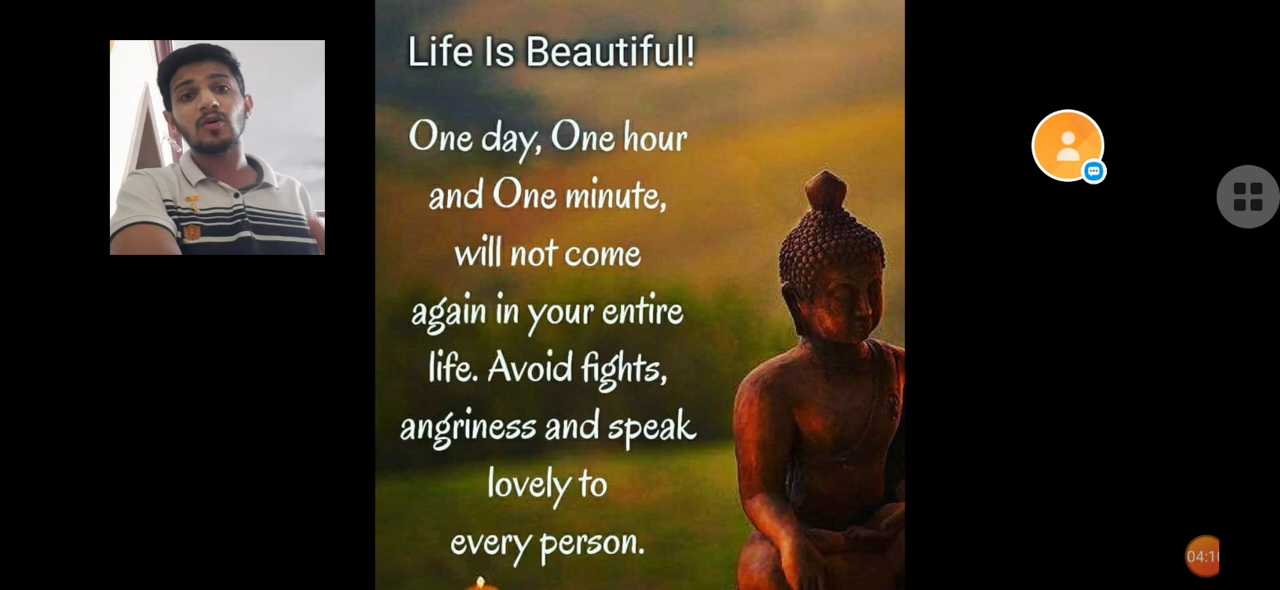 Life Is Beautiful!
One day, One hour
and One minute,
will not come
again in your entire
life. Avoid fights,
angriness and speak
lovely to
every person.